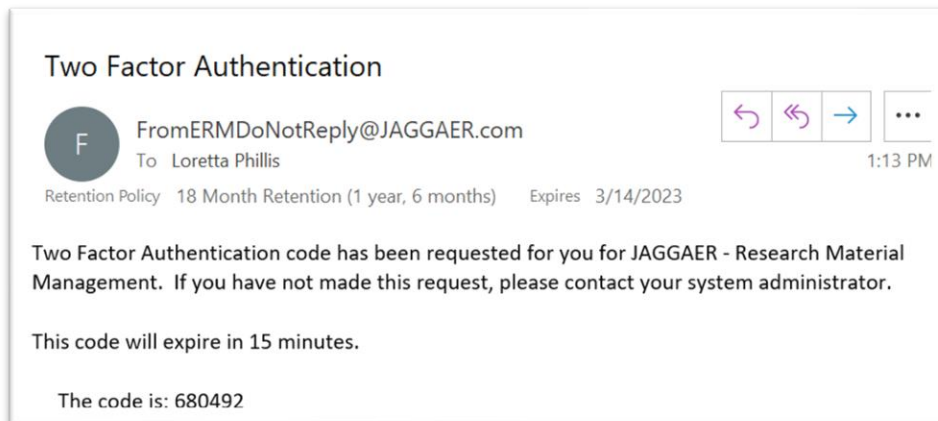 Two Factor Authentication
F
FromERMDoNotReply@JAGGAER.com
To Loretta Phillis
1:13 PM
Retention Policy 18 Month Retention (1 year, 6 months) Expires 3/14/2023
Two Factor Authentication code has been requested for you for JAGGAER - Research Material
Management. If you have not made this request, please contact your system administrator.
This code will expire in 15 minutes.
The code is: 680492